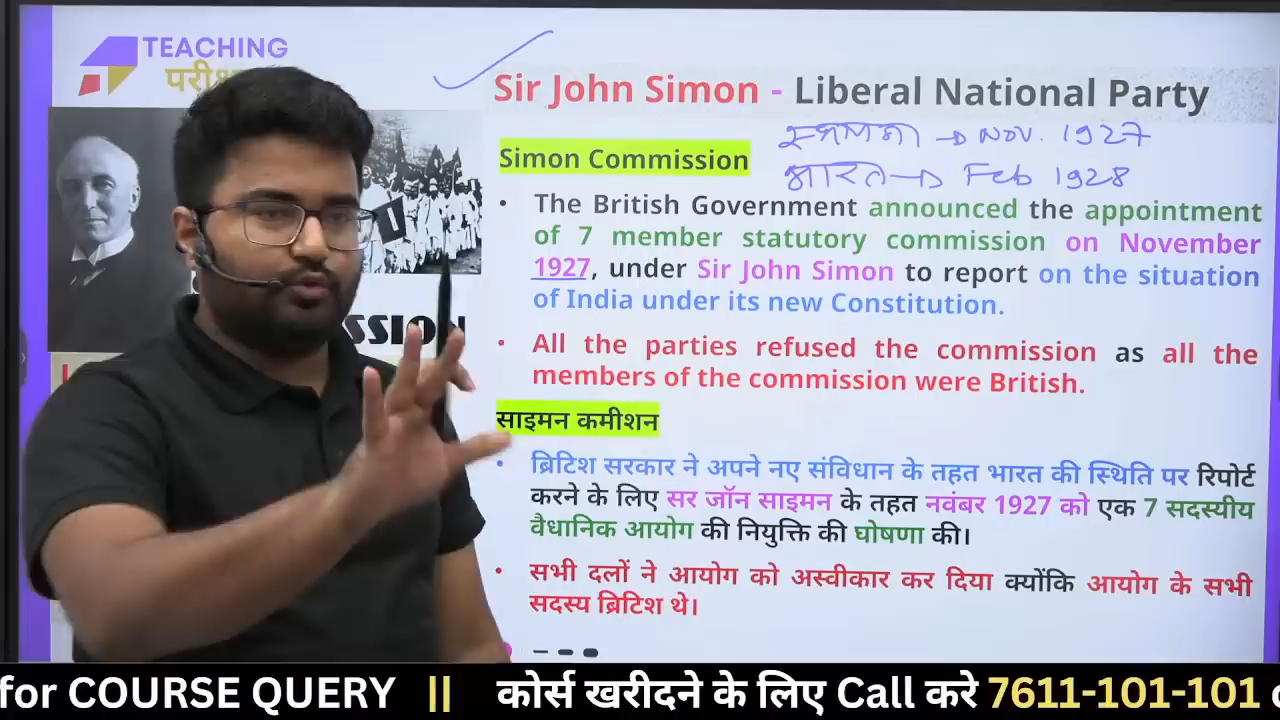 TEACHING
Sir John Simon - Liberal National Party
स्थापना → Nov. 1927
Simon Commission
भारत → Feb 1928
• The British Government announced the appointment
of 7 member statutory commission on November
1927, under Sir John Simon to report on the situation
of India under its new Constitution.
SSION
• All the parties refused the commission as all the
members of the commission were British.
साइमन कमीशन
• ब्रिटिश सरकार ने अपने नए संविधान के तहत भारत की स्थिति पर रिपोर्ट
करने के लिए सर जॉन साइमन के तहत नवंबर 1927 को एक 7 सदस्यीय
वैधानिक आयोग की नियुक्ति की घोषणा की।
• सभी दलों ने आयोग को अस्वीकार कर दिया क्योंकि आयोग के सभी
सदस्य ब्रिटिश थे।
for COURSE QUERY || कोर्स खरीदने के लिए Call करे 7611-101-101